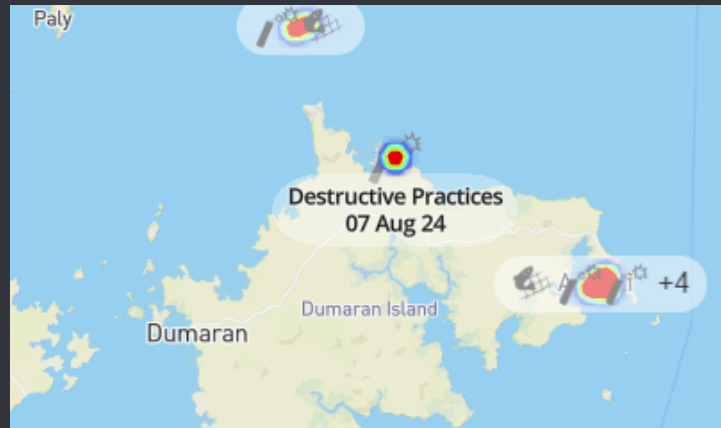 Paly
Destructive Practices
07 Aug 24
+4
Dumaran Island
Dumaran